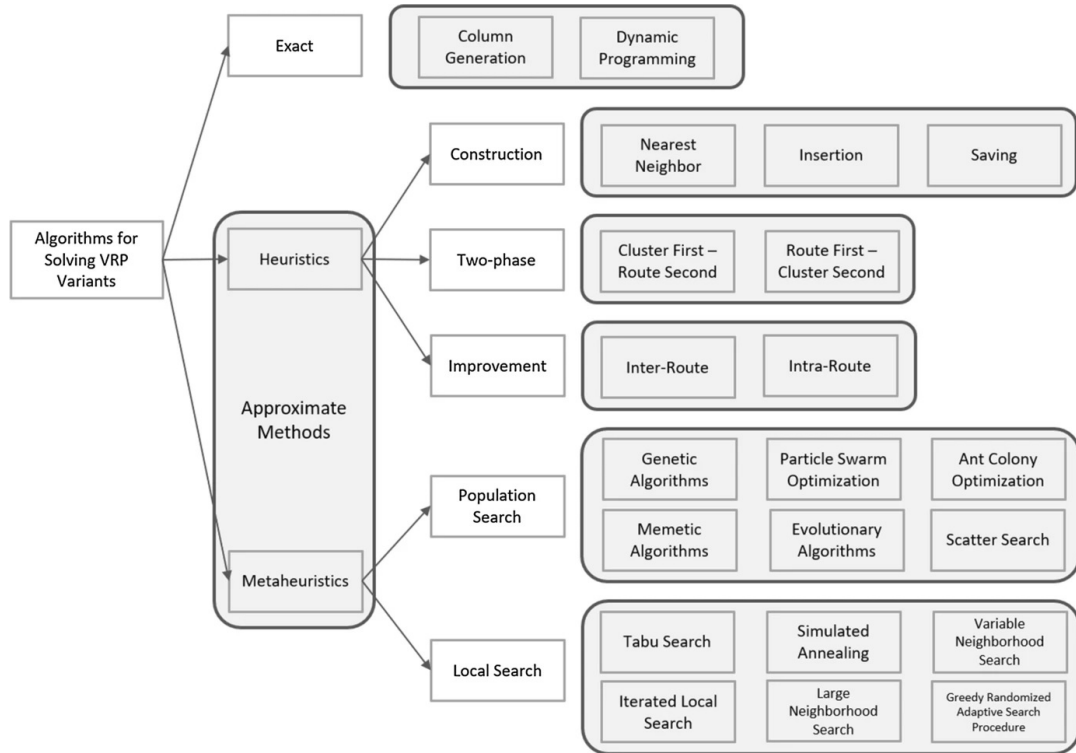 Exact
Column
Generation
Dynamic
Programming
Construction
Nearest
Neighbor
Insertion
Saving
Algorithms for
Solving VRP
Variants
Heuristics
Two-phase
Cluster First –
Route Second
Route First –
Cluster Second
Improvement
Inter-Route
Intra-Route
Approximate
Methods
Population
Search
Genetic
Algorithms
Particle Swarm
Optimization
Ant Colony
Optimization
Memetic
Algorithms
Evolutionary
Algorithms
Scatter Search
Metaheuristics
Local Search
Tabu Search
Simulated
Annealing
Variable
Neighborhood
Search
Iterated Local
Search
Large
Neighborhood
Search
Greedy Randomized
Adaptive Search
Procedure